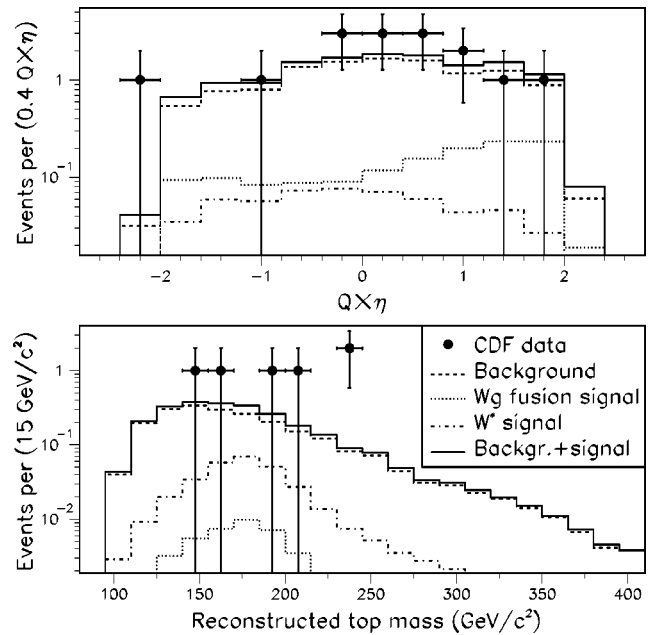 Events per (0.4 Q×η)
1
10⁻¹
-2 -1 0 1 2
Q×η
Events per (15 GeV/c²)
1
10⁻¹
10⁻²
CDF data
Background
Wg fusion signal
W* signal
Backgr.+signal
100 150 200 250 300 350 400
Reconstructed top mass (GeV/c²)